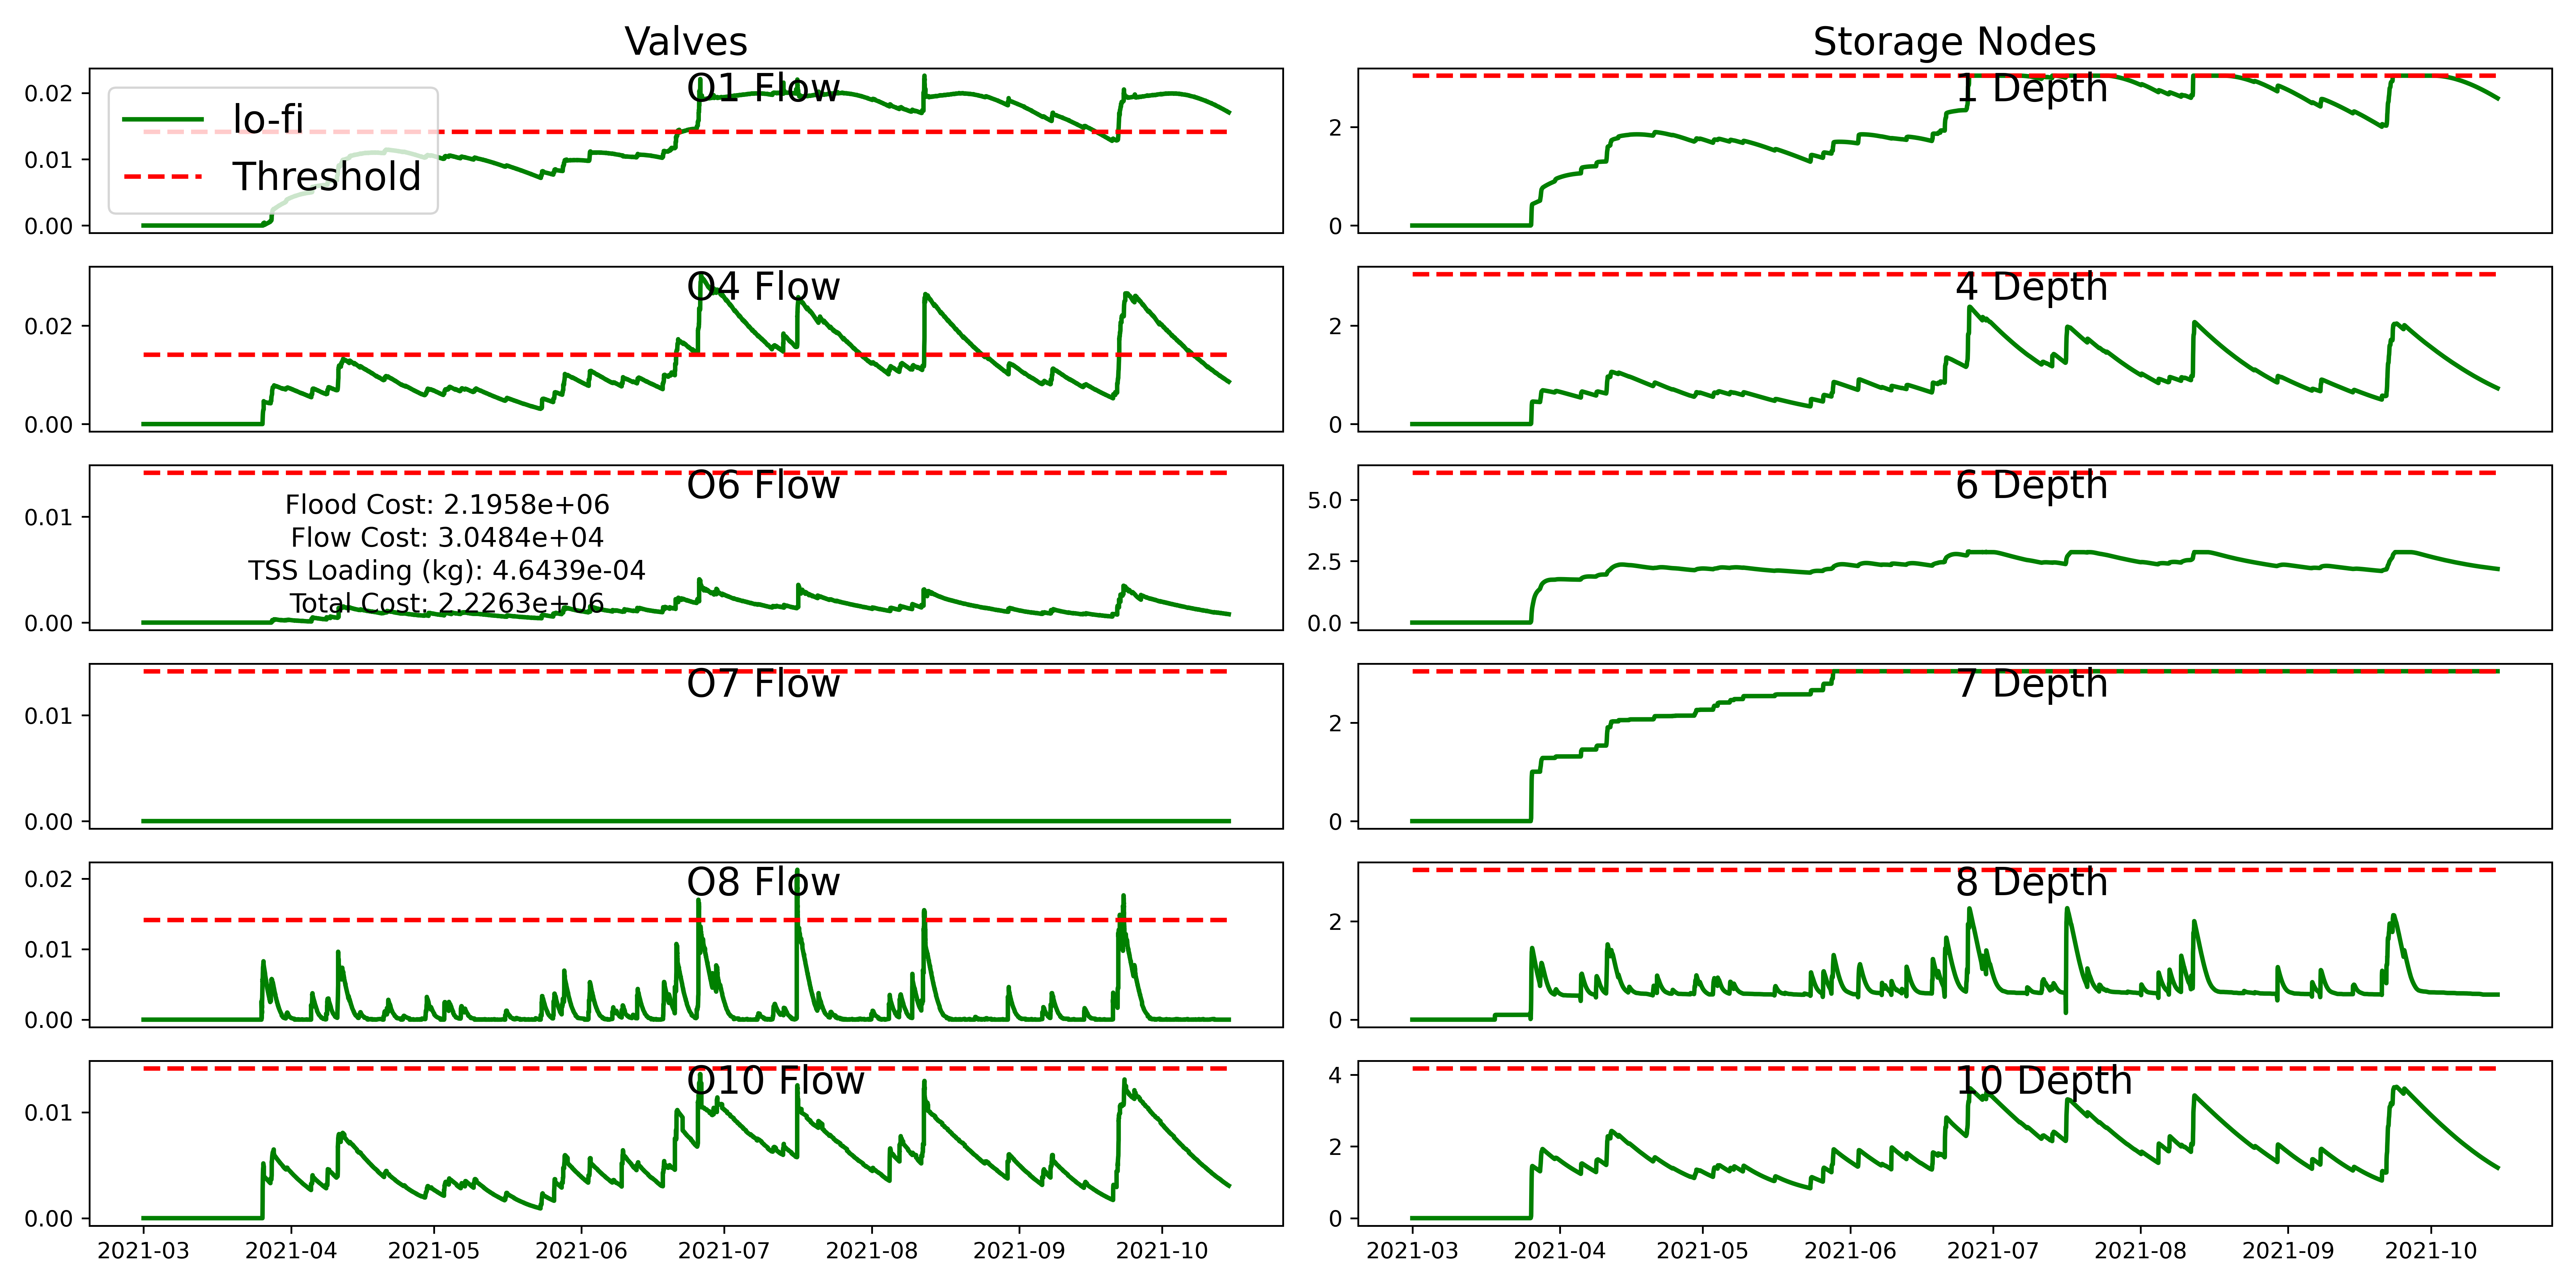 Valves
Storage Nodes
O1 Flow
lo-fi
Threshold
0.02
0.01
0.00
1 Depth
2
0
O4 Flow
0.02
0.00
4 Depth
2
0
O6 Flow
0.01
0.00
Flood Cost: 2.1958e+06
Flow Cost: 3.0484e+04
TSS Loading (kg): 4.6439e-04
Total Cost: 2.2263e+06
6 Depth
5.0
2.5
0.0
O7 Flow
0.01
0.00
7 Depth
2
0
O8 Flow
0.02
0.01
0.00
8 Depth
2
0
O10 Flow
0.01
0.00
10 Depth
4
2
0
2021-03 2021-04 2021-05 2021-06 2021-07 2021-08 2021-09 2021-10
2021-03 2021-04 2021-05 2021-06 2021-07 2021-08 2021-09 2021-10